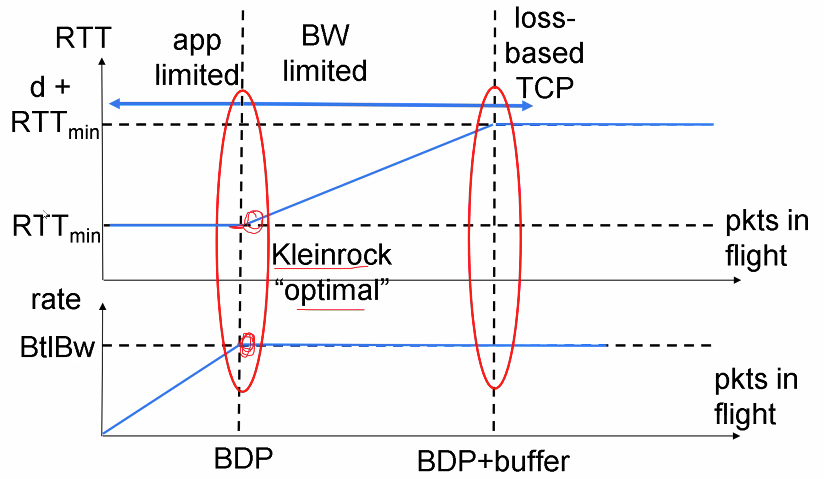 RTT
app
limited
BW
limited
loss-
based
TCP
d +
RTTmin
RTTmin
pkts in
flight
Kleinrock
“optimal”
rate
BtlBw
pkts in
flight
BDP
BDP+buffer